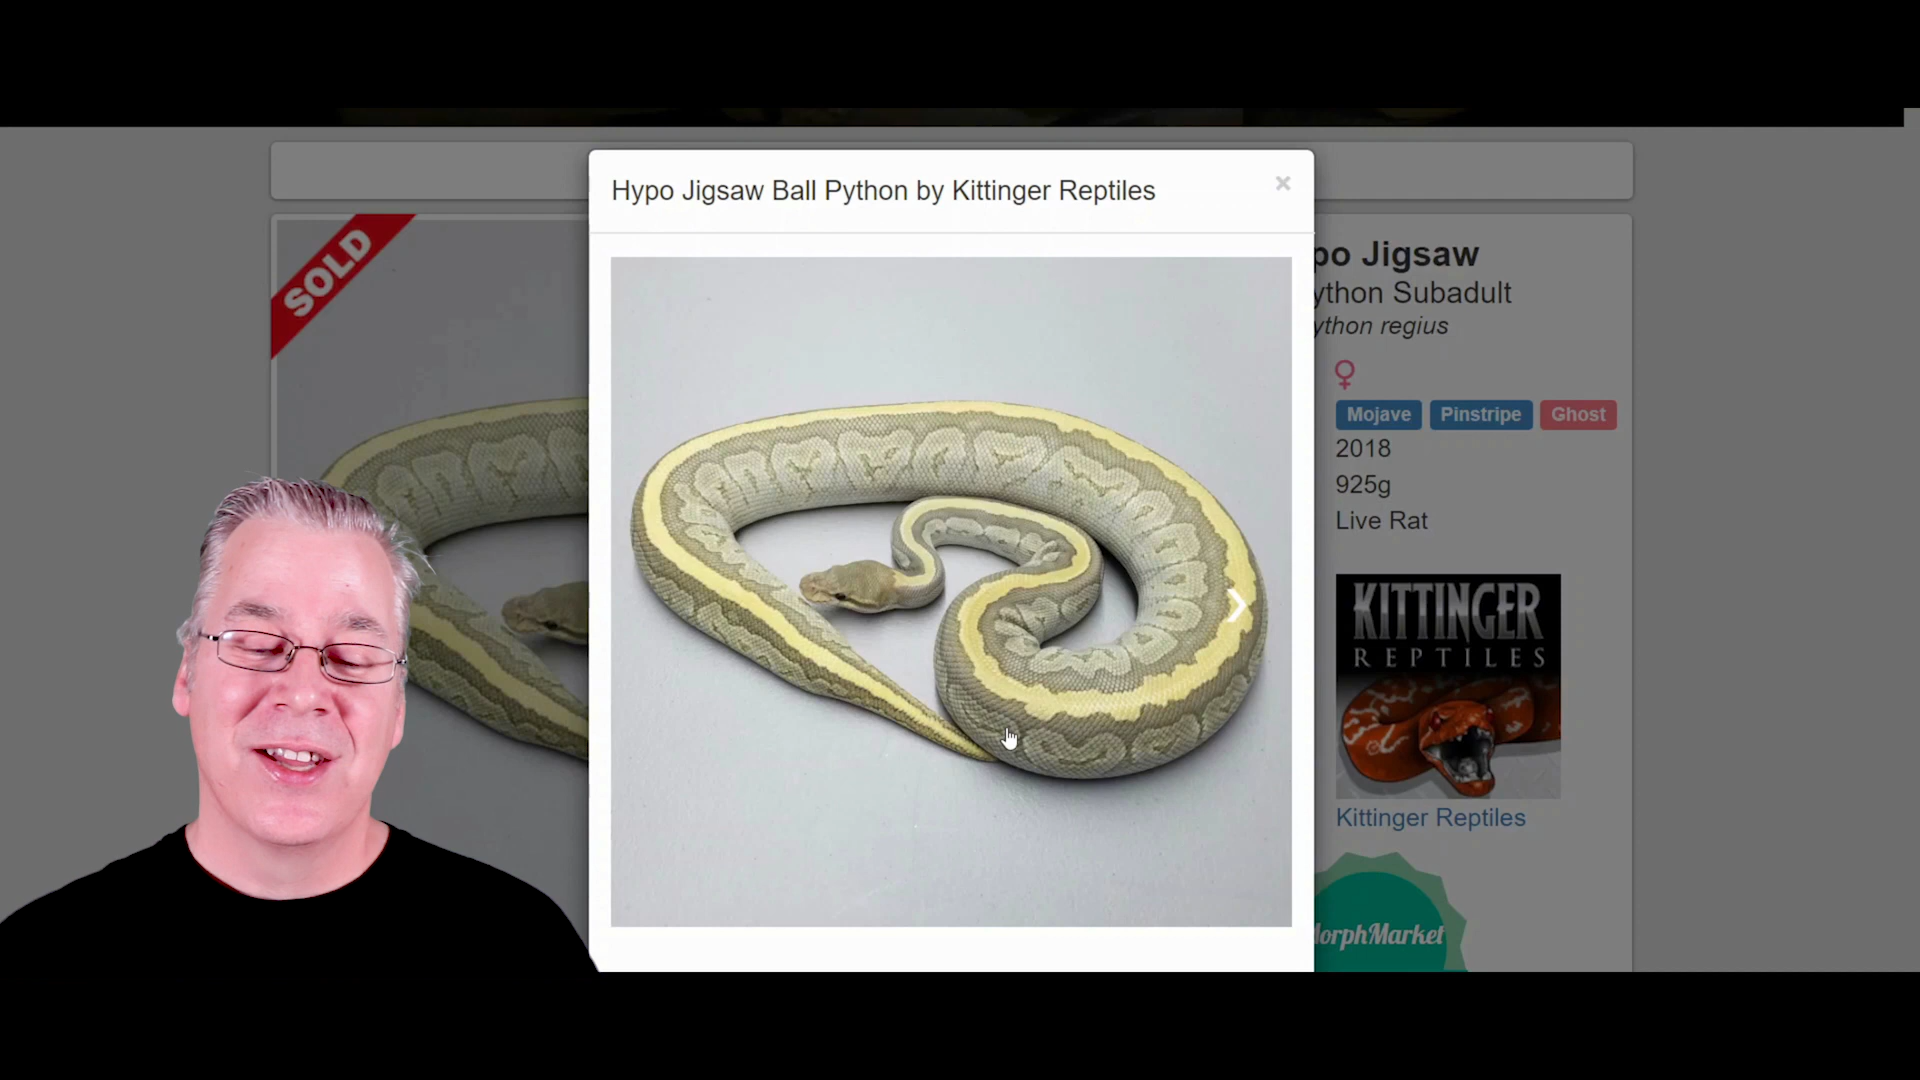 Hypo Jigsaw Ball Python by Kittinger Reptiles
×
SOLD
po Jigsaw
ython Subadult
ython regius
Mojave Pinstripe Ghost
2018
925g
Live Rat
KITTINGER
REPTILES
Kittinger Reptiles
MorphMarket